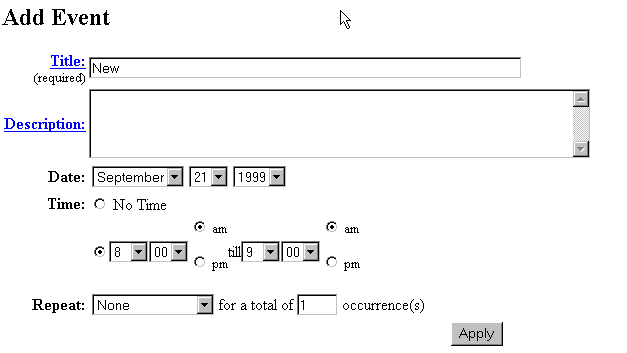 Add Event
Title:
(required)
New
Description:
Date: September 21 1999
Time: No Time
am am
8 00 till 9 00
pm pm
Repeat: None for a total of 1 occurrence(s)
Apply